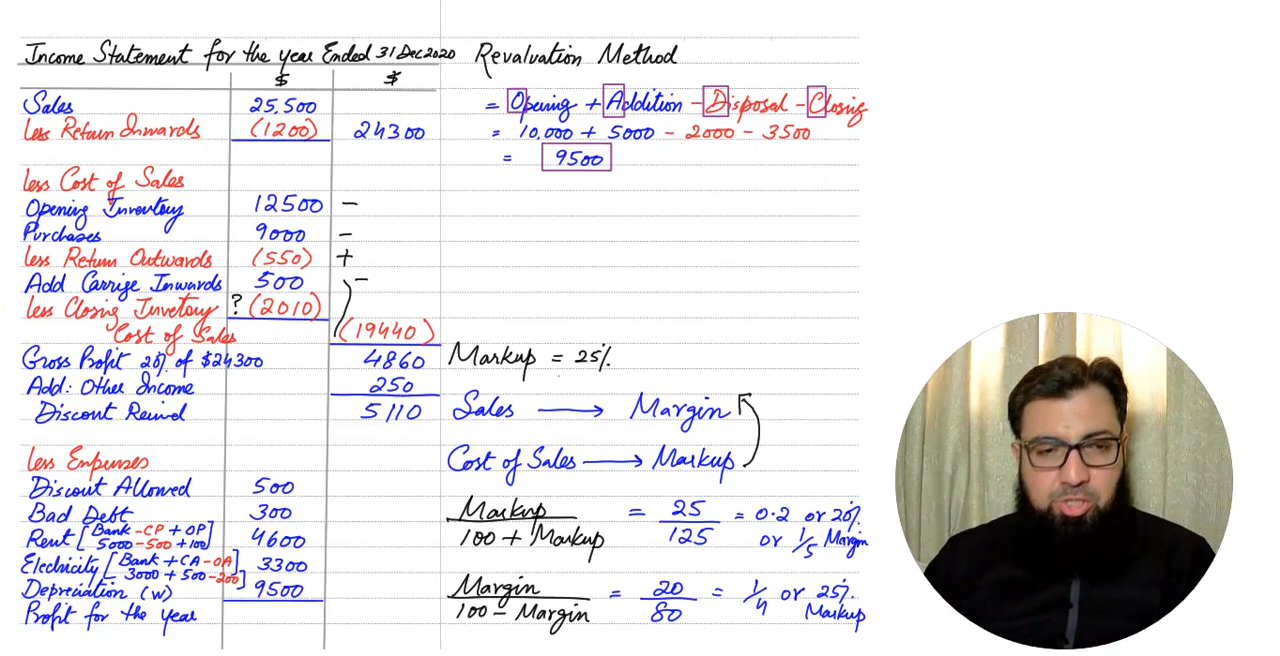 Income Statement for the year Ended 31 Dec 2020
$ $
Sales 25,500
less Return Inwards (1200) 24300
less Cost of Sales
Opening Inventory 12500 -
Purchases 9000 -
less Return Outwards (550) +
Add Carrige Inwards 500 -
less Closing Invetory ? (2010)
Cost of Sales (19440)
Gross Profit 20% of $24300 4860
Add: Other Income 250
Discout Reived 5110
less Expenses
Discout Allowed 500
Bad Debt 300
Rent [Bank -CP + OP] 4600
5000 -500 +100
Electricity [Bank + CA -OA] 3300
3000 + 500 -200
Depreciation (w) 9500
Profit for the year
Revaluation Method
= Opening + Addition - Disposal - Closing
= 10,000 + 5000 - 2000 - 3500
= 9500
Markup = 25%
Sales → Margin
Cost of Sales → Markup
Markup / 100 + Markup = 25 / 125 = 0.2 or 20%
or 1/5 Margin
Margin / 100 - Margin = 20 / 80 = 1/4 or 25%
Markup